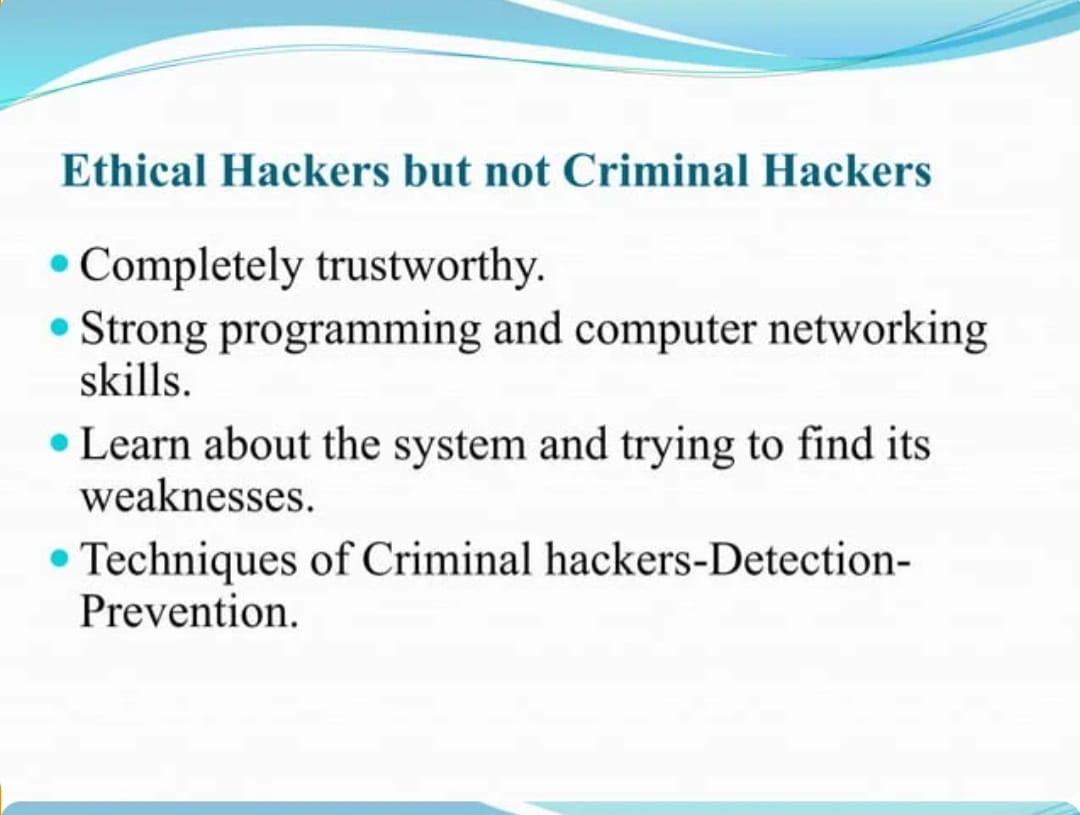 Ethical Hackers but not Criminal Hackers
• Completely trustworthy.
• Strong programming and computer networking
skills.
• Learn about the system and trying to find its
weaknesses.
• Techniques of Criminal hackers-Detection-
Prevention.